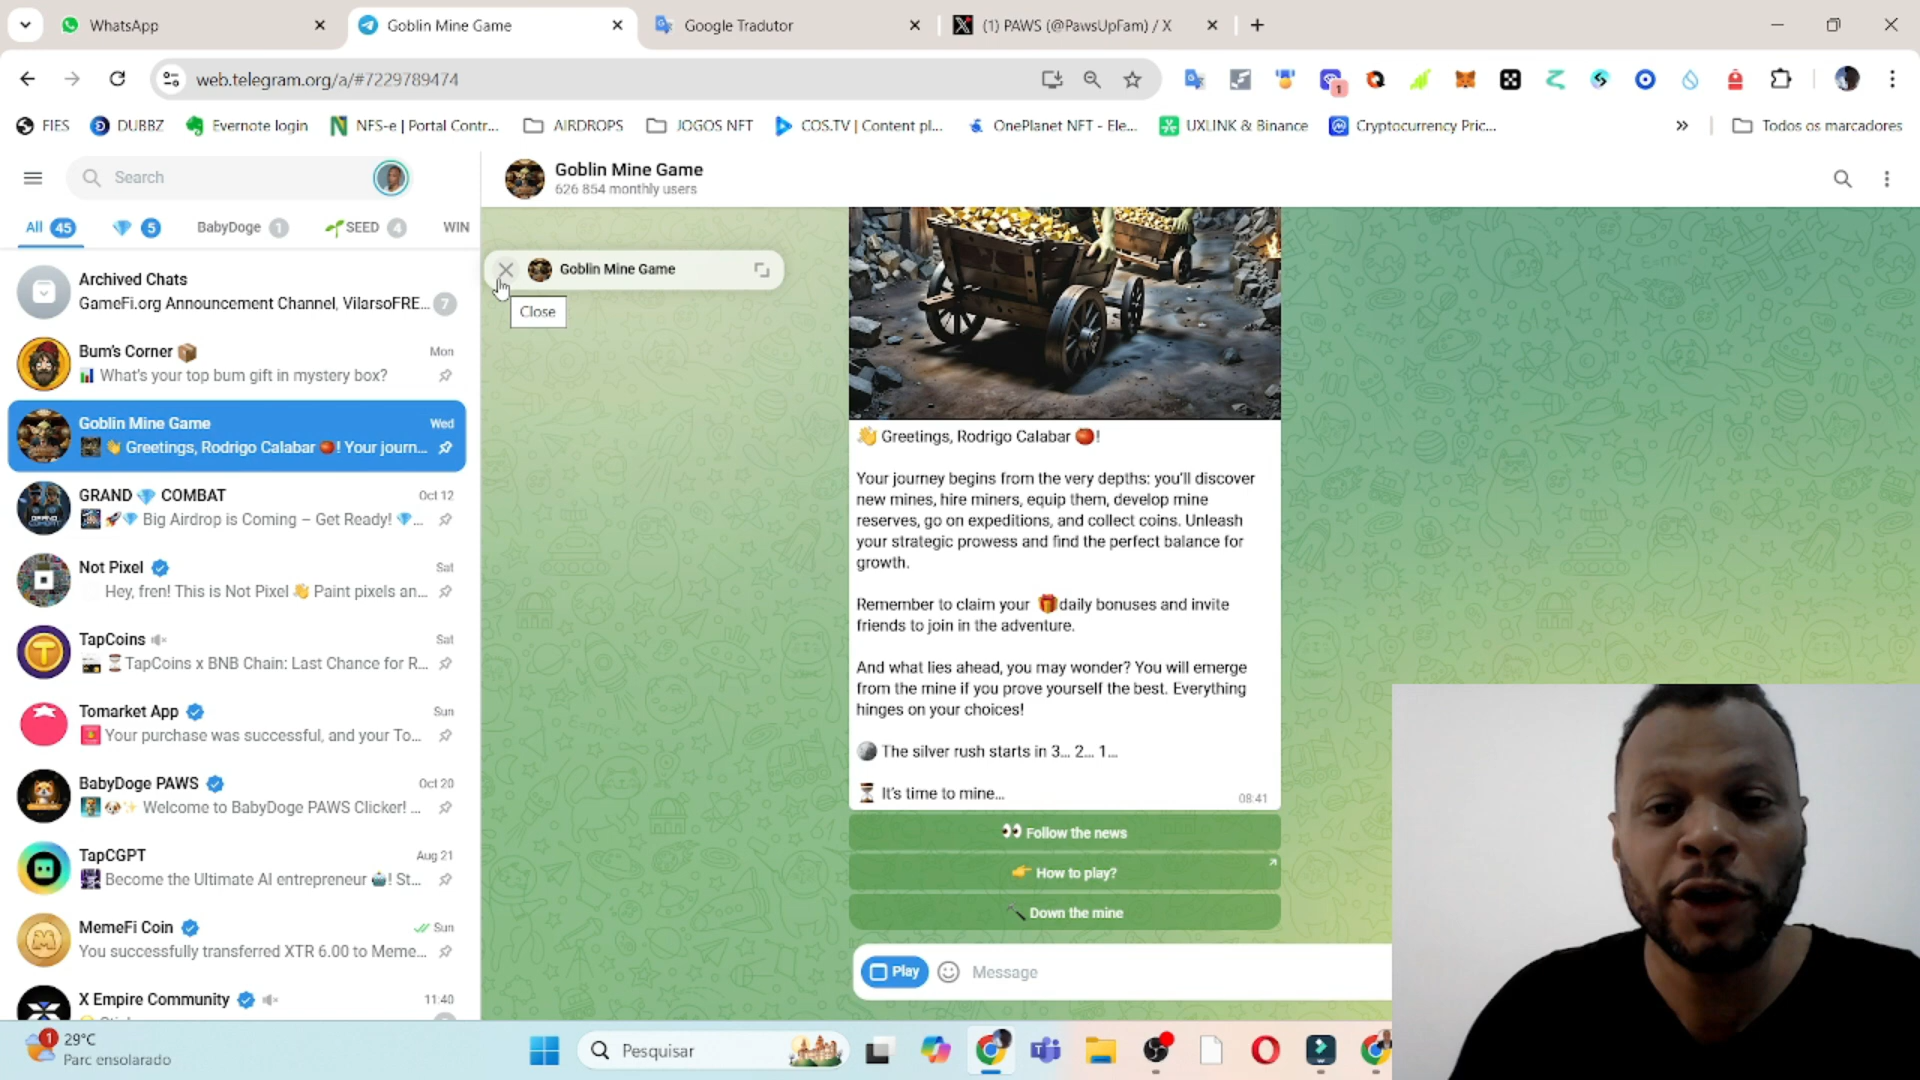 WhatsApp
Goblin Mine Game
Google Tradutor
(1) PAWS (@PawsUpFam) / X
web.telegram.org/a/#7229789474
1
FIES
DUBBZ
Evernote login
NFS-e | Portal Contr...
AIRDROPS
JOGOS NFT
COS.TV | Content pl...
OnePlanet NFT - Ele...
UXLINK & Binance
Cryptocurrency Pric...
Todos os marcadores
Search
All 45
5
BabyDoge 1
SEED 4
WIN
Archived Chats
GameFi.org Announcement Channel, VilarsoFRE... 7
Bum's Corner Mon
What's your top bum gift in mystery box?
Goblin Mine Game Wed
Greetings, Rodrigo Calabar ! Your journ...
GRAND COMBAT Oct 12
Big Airdrop is Coming – Get Ready! ...
Not Pixel Sat
Hey, fren! This is Not Pixel Paint pixels an...
TapCoins Sat
TapCoins x BNB Chain: Last Chance for R...
Tomarket App Sun
Your purchase was successful, and your To...
BabyDoge PAWS Oct 20
Welcome to BabyDoge PAWS Clicker! ...
TapCGPT Aug 21
Become the Ultimate AI entrepreneur ! St...
MemeFi Coin Sun
You successfully transferred XTR 6.00 to Meme...
X Empire Community 11:40
Goblin Mine Game
626 854 monthly users
Goblin Mine Game
Close
Greetings, Rodrigo Calabar !
Your journey begins from the very depths: you'll discover
new mines, hire miners, equip them, develop mine
reserves, go on expeditions, and collect coins. Unleash
your strategic prowess and find the perfect balance for
growth.
Remember to claim your daily bonuses and invite
friends to join in the adventure.
And what lies ahead, you may wonder? You will emerge
from the mine if you prove yourself the best. Everything
hinges on your choices!
The silver rush starts in 3... 2... 1...
It's time to mine...
08:41
Follow the news
How to play?
Down the mine
Play
Message
1
29°C
Parc ensolarado
Pesquisar